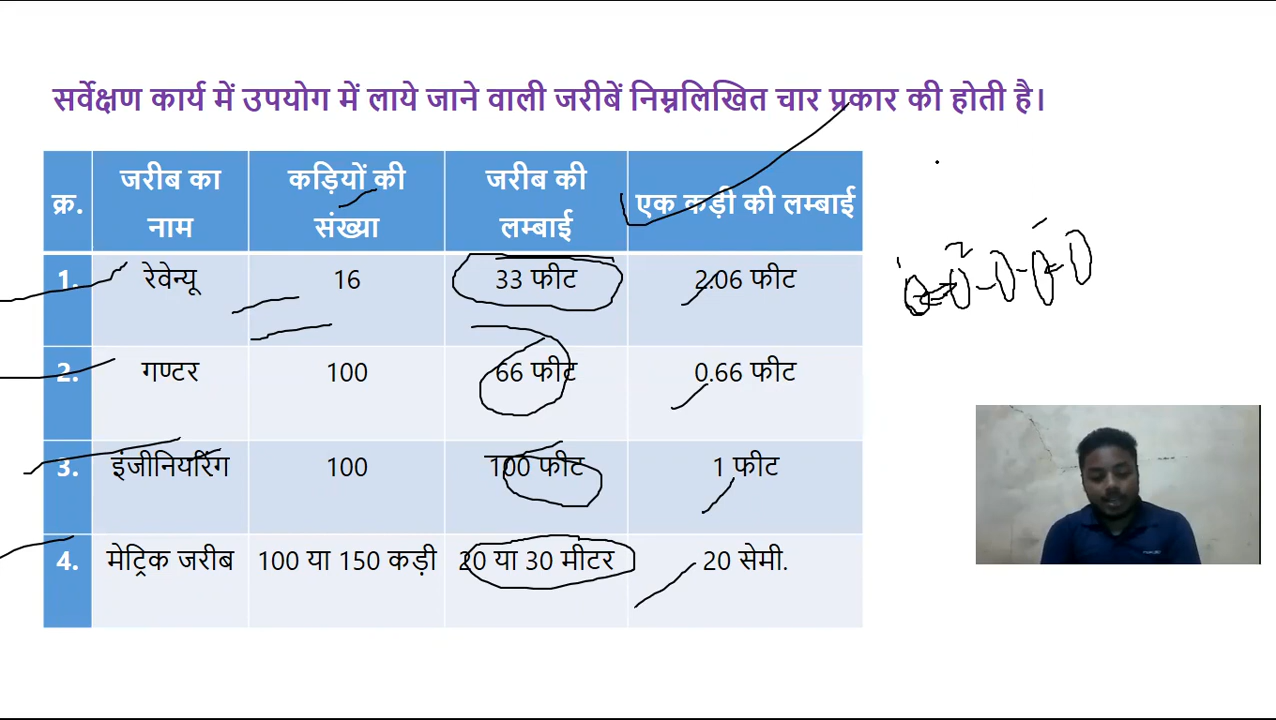 सर्वेक्षण कार्य में उपयोग में लाये जाने वाली जरीबें निम्नलिखित चार प्रकार की होती है।
क्र. जरीब का नाम कड़ियों की संख्या जरीब की लम्बाई एक कड़ी की लम्बाई
1. रेवेन्यू 16 33 फीट 2.06 फीट
2. गण्टर 100 66 फीट 0.66 फीट
3. इंजीनियरिंग 100 100 फीट 1 फीट
4. मेट्रिक जरीब 100 या 150 कड़ी 20 या 30 मीटर 20 सेमी.